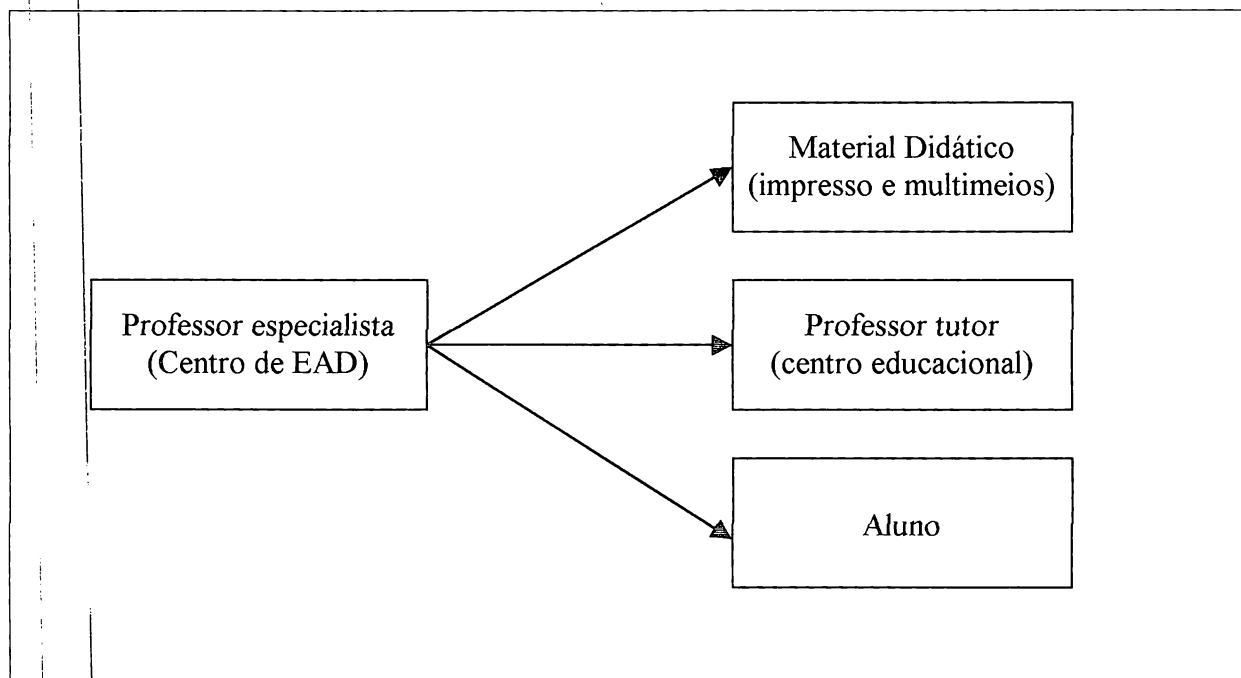 Material Didático
(impresso e multimeios)
Professor especialista
(Centro de EAD)
Professor tutor
(centro educacional)
Aluno